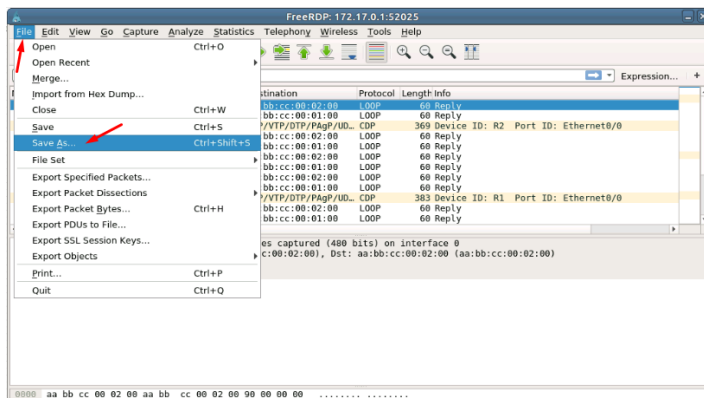 FreeRDP: 172.17.0.1:52025
File Edit View Go Capture Analyze Statistics Telephony Wireless Tools Help
Open Ctrl+O
Open Recent
Merge...
Import from Hex Dump...
Close Ctrl+W
Save Ctrl+S
Save As... Ctrl+Shift+S
File Set
Export Specified Packets...
Export Packet Dissections
Export Packet Bytes... Ctrl+H
Export PDUs to File...
Export SSL Session Keys...
Export Objects
Print... Ctrl+P
Quit Ctrl+Q
Expression... +
stination Protocol Length Info
bb:cc:00:02:00 LOOP 60 Reply
bb:cc:00:01:00 LOOP 60 Reply
/VTP/DTP/PAgP/UD… CDP 369 Device ID: R2 Port ID: Ethernet0/0
bb:cc:00:02:00 LOOP 60 Reply
bb:cc:00:01:00 LOOP 60 Reply
bb:cc:00:02:00 LOOP 60 Reply
bb:cc:00:01:00 LOOP 60 Reply
bb:cc:00:02:00 LOOP 60 Reply
bb:cc:00:01:00 LOOP 60 Reply
/VTP/DTP/PAgP/UD… CDP 383 Device ID: R1 Port ID: Ethernet0/0
bb:cc:00:02:00 LOOP 60 Reply
bb:cc:00:01:00 LOOP 60 Reply
es captured (480 bits) on interface 0
c:00:02:00), Dst: aa:bb:cc:00:02:00 (aa:bb:cc:00:02:00)
0000 aa bb cc 00 02 00 aa bb cc 00 02 00 90 00 00 00 ........ ........